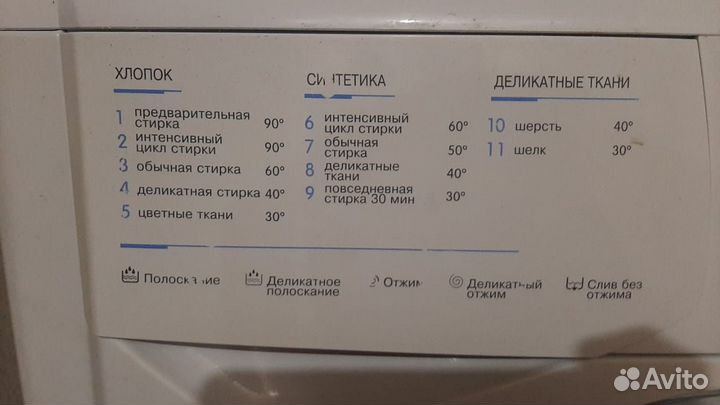 ХЛОПОК
1 предварительная
стирка 90°
2 интенсивный
цикл стирки 90°
3 обычная стирка 60°
4 деликатная стирка 40°
5 цветные ткани 30°
СИНТЕТИКА
6 интенсивный
цикл стирки 60°
7 обычная
стирка 50°
8 деликатные
ткани 40°
9 повседневная
стирка 30 мин 30°
ДЕЛИКАТНЫЕ ТКАНИ
10 шерсть 40°
11 шелк 30°
Полоскание
Деликатное
полоскание
Отжим
Деликатный
отжим
Слив без
отжима
Avito